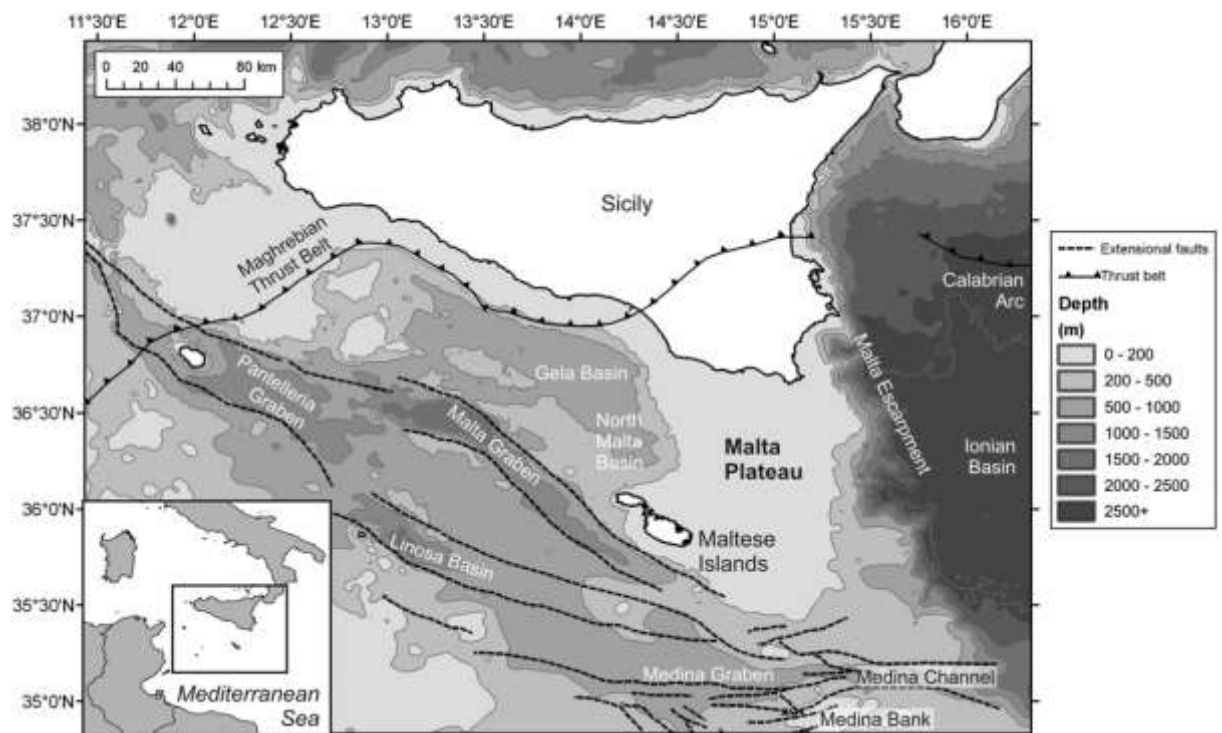 11°30'E 12°0'E 12°30'E 13°0'E 13°30'E 14°0'E 14°30'E 15°0'E 15°30'E 16°0'E
0 20 40 80 km
38°0'N
37°30'N
37°0'N
36°30'N
36°0'N
35°30'N
35°0'N
Sicily
Maghrebian
Thrust Belt
Calabrian
Arc
Pantelleria
Graben
Gela Basin
North
Malta
Basin
Malta Graben
Malta
Plateau
Malta Escarpment
Ionian
Basin
Maltese
Islands
Linosa Basin
Medina Graben
Medina Channel
Medina Bank
Mediterranean
Sea
Extensional faults
Thrust belt
Depth
(m)
0 - 200
200 - 500
500 - 1000
1000 - 1500
1500 - 2000
2000 - 2500
2500+